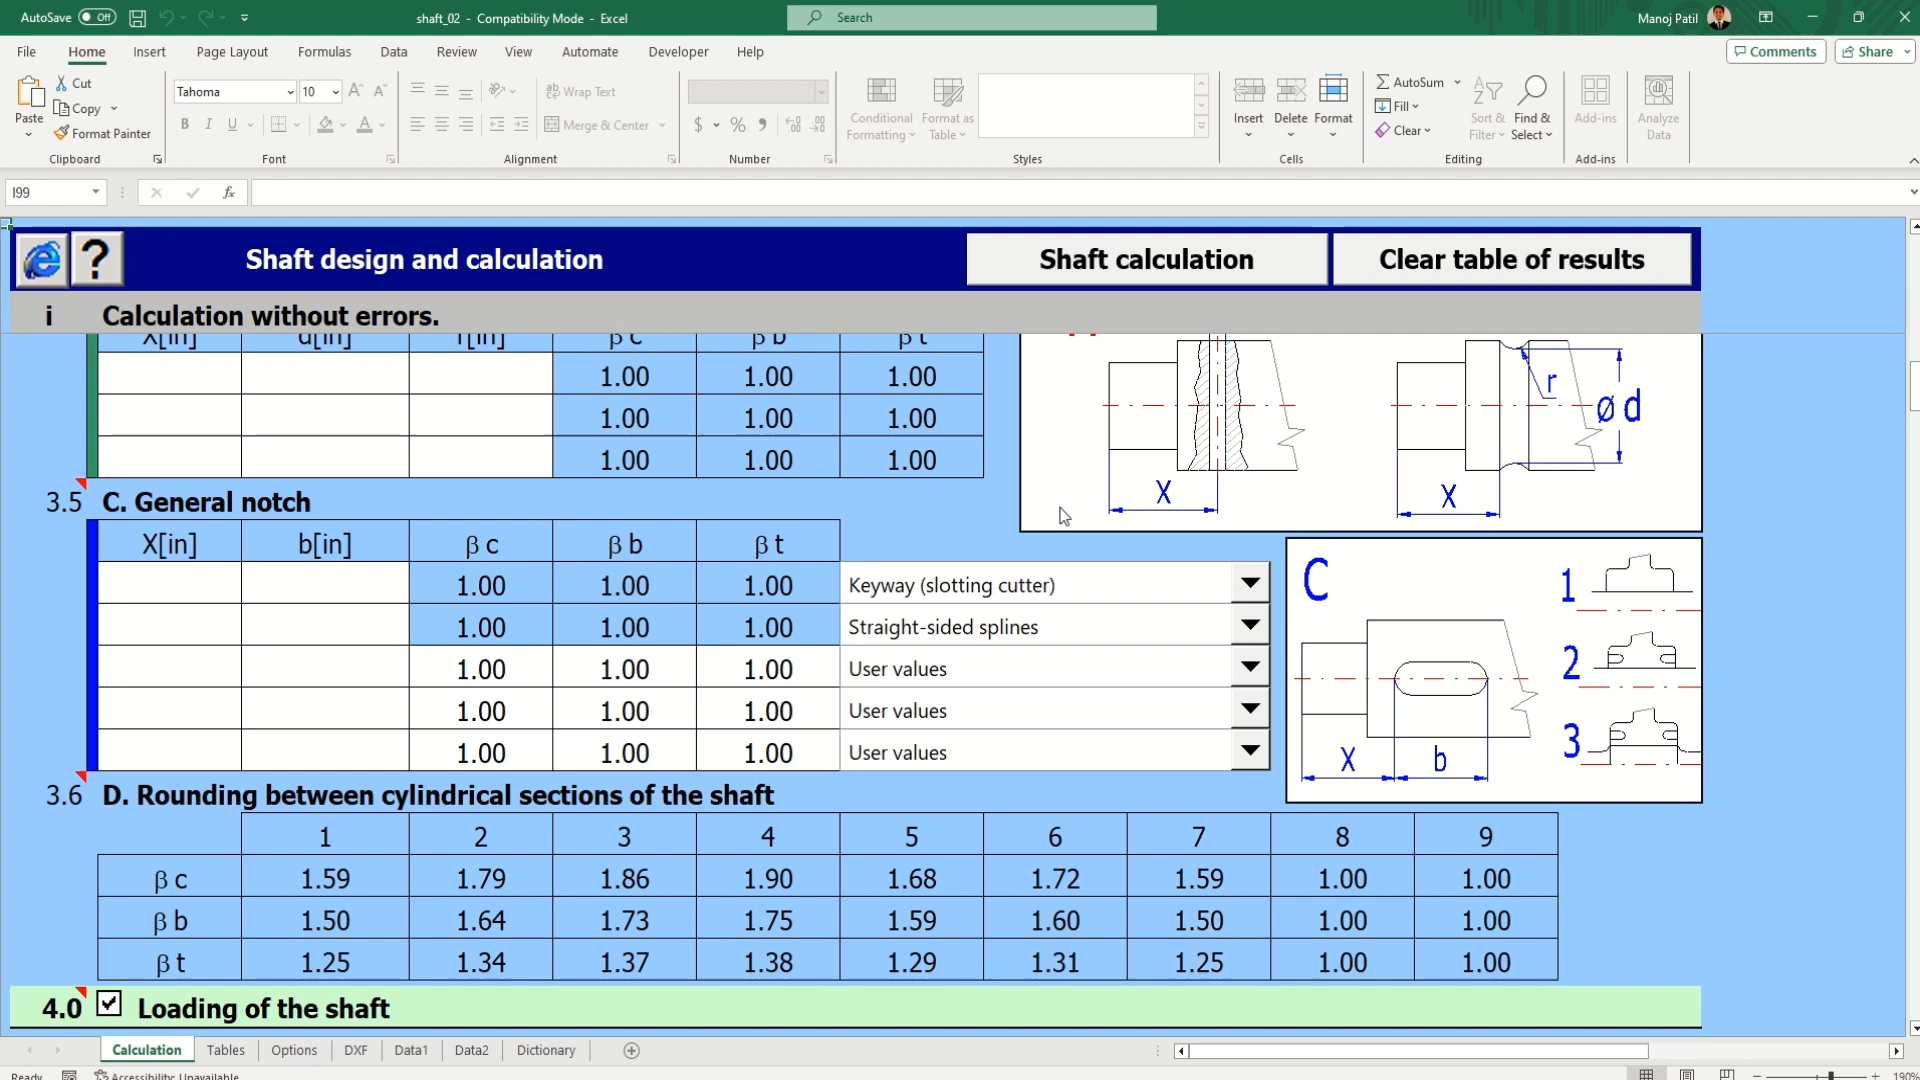 AutoSave Off shaft_02 - Compatibility Mode - Excel Search Manoj Patil
File Home Insert Page Layout Formulas Data Review View Automate Developer Help Comments Share
Paste Cut Copy Format Painter Clipboard
Tahoma 10 A A B I U A Font
Wrap Text Merge & Center Alignment
$ % Number
Conditional Formatting Format as Table Styles
Insert Delete Format Cells
AutoSum Fill Clear Sort & Filter Find & Select Editing
Add-ins Add-ins
Analyze Data
I99 fx
? Shaft design and calculation Shaft calculation Clear table of results
i Calculation without errors.
X[in] d[in] r[in] β c β b β t
1.00 1.00 1.00
1.00 1.00 1.00
1.00 1.00 1.00
X r ø d X
3.5 C. General notch
X[in] b[in] β c β b β t
1.00 1.00 1.00 Keyway (slotting cutter)
1.00 1.00 1.00 Straight-sided splines
1.00 1.00 1.00 User values
1.00 1.00 1.00 User values
1.00 1.00 1.00 User values
C 1 2 3 X b
3.6 D. Rounding between cylindrical sections of the shaft
1 2 3 4 5 6 7 8 9
β c 1.59 1.79 1.86 1.90 1.68 1.72 1.59 1.00 1.00
β b 1.50 1.64 1.73 1.75 1.59 1.60 1.50 1.00 1.00
β t 1.25 1.34 1.37 1.38 1.29 1.31 1.25 1.00 1.00
4.0 Loading of the shaft
Calculation Tables Options DXF Data1 Data2 Dictionary
Ready Accessibility: Unavailable 190%